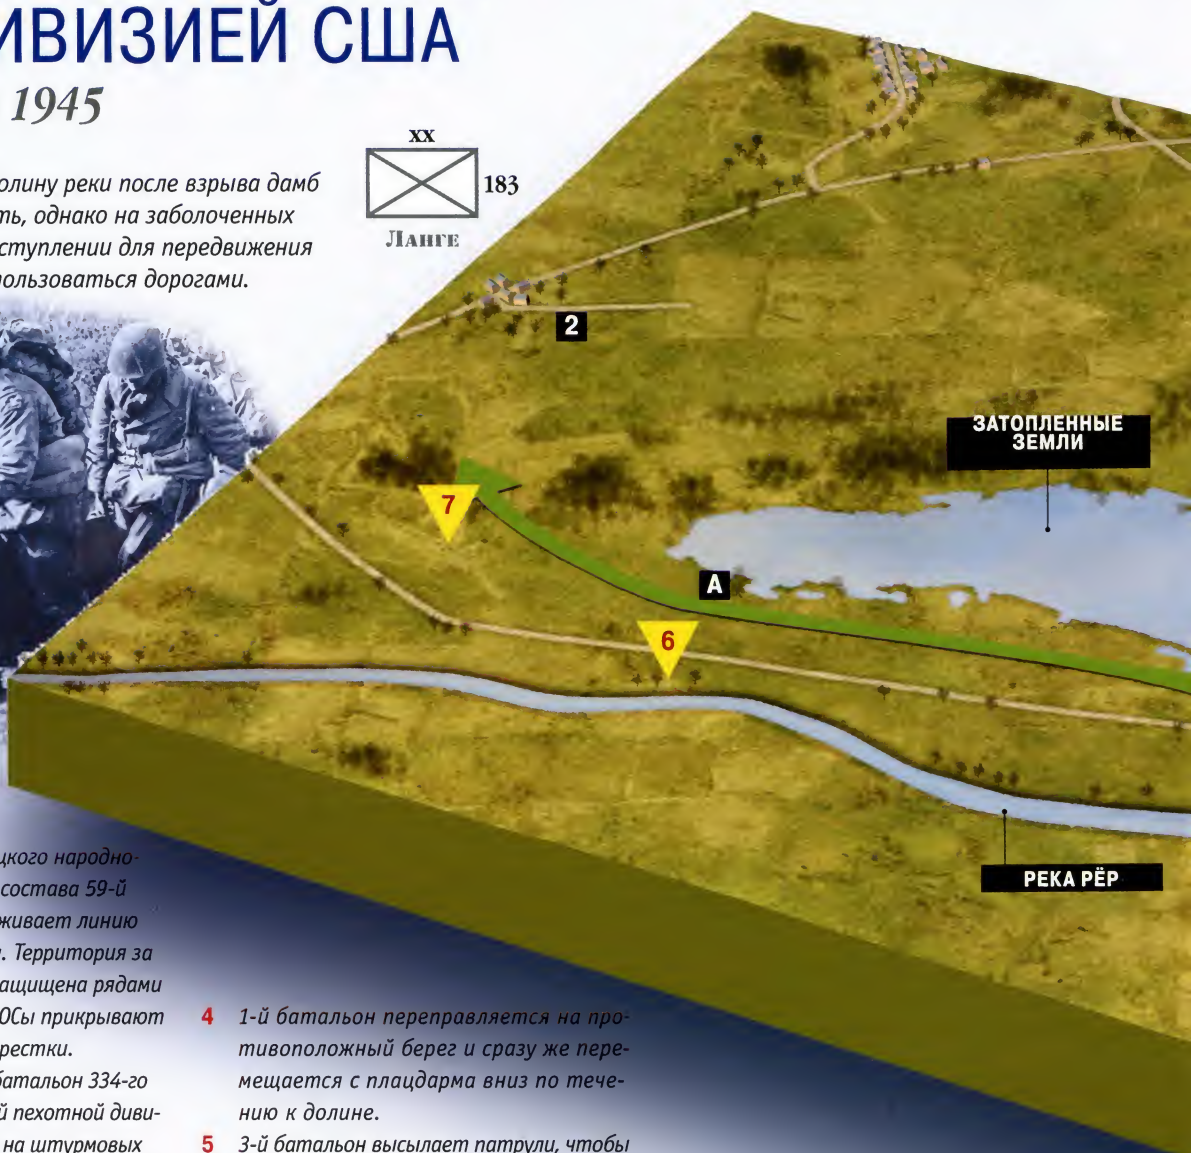 ИВИЗИЕЙ США
1945
олину реки после взрыва дамб
ть, однако на заболоченных
ступлении для передвижения
пользоваться дорогами.
XX
183
Ланге
2
7
ЗАТОПЛЕННЫЕ
ЗЕМЛИ
А
6
РЕКА РЁР
цкого народно-
состава 59-й
живает линию
. Территория за
ащищена рядами
ОСы прикрывают
рестки.
батальон 334-го
й пехотной диви-
на штурмовых
4 1-й батальон переправляется на про-
тивоположный берег и сразу же пере-
мещается с плацдарма вниз по тече-
нию к долине.
5 3-й батальон высылает патрули, чтобы